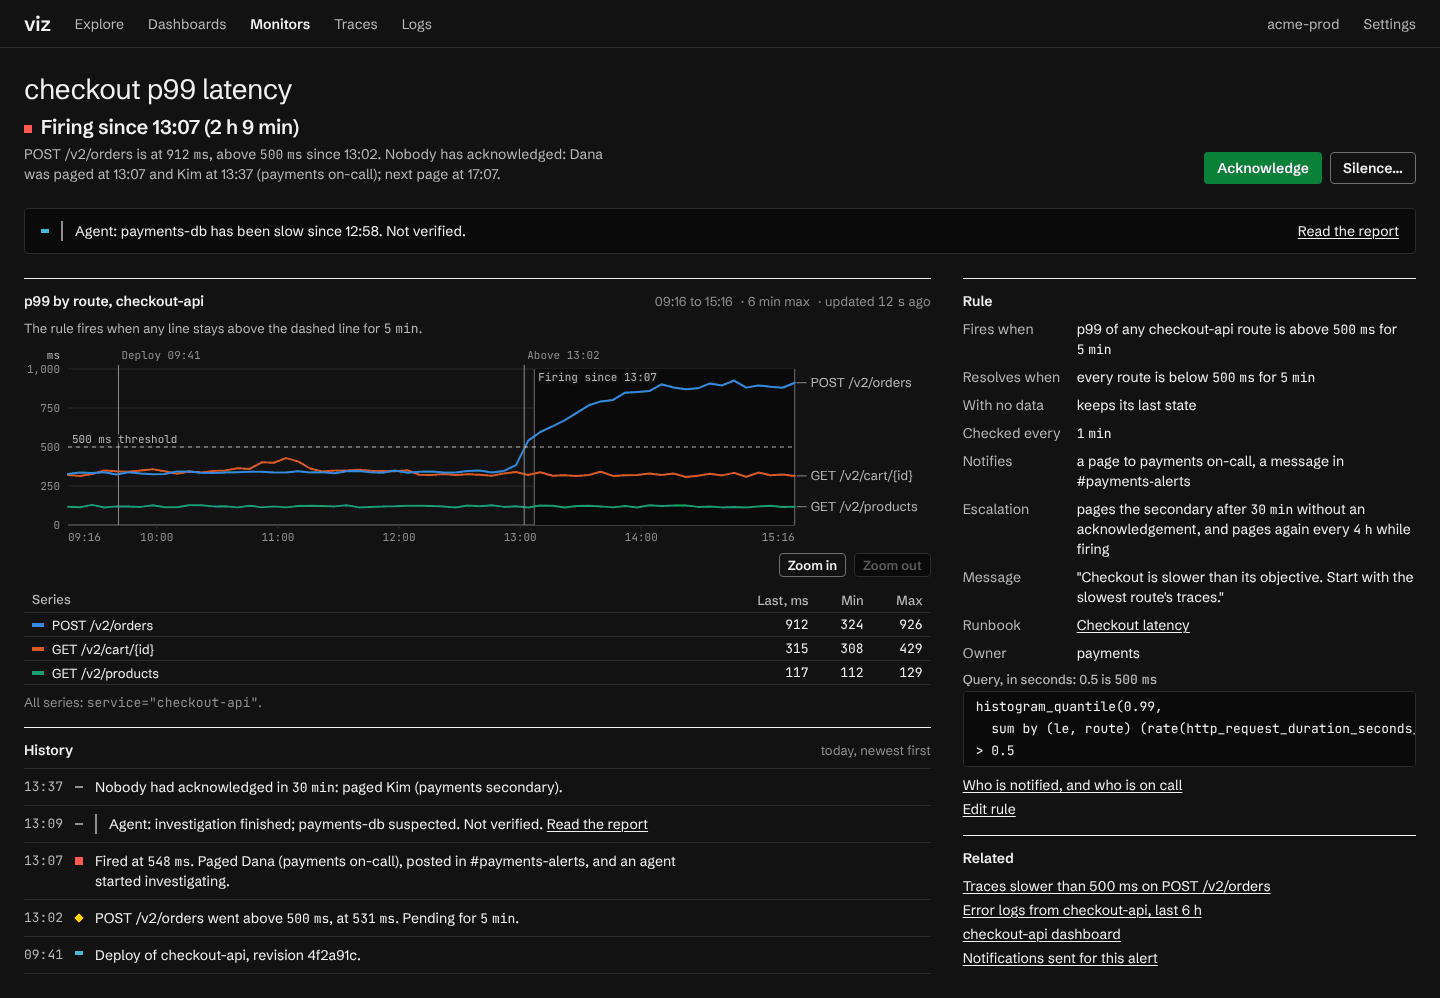 viz
Explore
Dashboards
Monitors
Traces
Logs
acme-prod
Settings
checkout p99 latency
Firing since 13:07 (2 h 9 min)
POST /v2/orders is at 912 ms, above 500 ms since 13:02. Nobody has acknowledged: Dana
was paged at 13:07 and Kim at 13:37 (payments on-call); next page at 17:07.
Acknowledge
Silence...
Agent: payments-db has been slow since 12:58. Not verified.
Read the report
p99 by route, checkout-api
09:16 to 15:16 · 6 min max · updated 12 s ago
The rule fires when any line stays above the dashed line for 5 min.
ms
Deploy 09:41
Above 13:02
1,000
Firing since 13:07
POST /v2/orders
750
500 ms threshold
500
GET /v2/cart/{id}
250
GET /v2/products
0
09:16
10:00
11:00
12:00
13:00
14:00
15:16
Zoom in
Zoom out
Series
Last, ms
Min
Max
POST /v2/orders
912
324
926
GET /v2/cart/{id}
315
308
429
GET /v2/products
117
112
129
All series: service="checkout-api".
History
today, newest first
13:37
Nobody had acknowledged in 30 min: paged Kim (payments secondary).
13:09
Agent: investigation finished; payments-db suspected. Not verified. Read the report
13:07
Fired at 548 ms. Paged Dana (payments on-call), posted in #payments-alerts, and an agent
started investigating.
13:02
POST /v2/orders went above 500 ms, at 531 ms. Pending for 5 min.
09:41
Deploy of checkout-api, revision 4f2a91c.
Rule
Fires when
p99 of any checkout-api route is above 500 ms for
5 min
Resolves when
every route is below 500 ms for 5 min
With no data
keeps its last state
Checked every
1 min
Notifies
a page to payments on-call, a message in
#payments-alerts
Escalation
pages the secondary after 30 min without an
acknowledgement, and pages again every 4 h while
firing
Message
"Checkout is slower than its objective. Start with the
slowest route's traces."
Runbook
Checkout latency
Owner
payments
Query, in seconds: 0.5 is 500 ms
histogram_quantile(0.99,
sum by (le, route) (rate(http_request_duration_seconds_
> 0.5
Who is notified, and who is on call
Edit rule
Related
Traces slower than 500 ms on POST /v2/orders
Error logs from checkout-api, last 6 h
checkout-api dashboard
Notifications sent for this alert